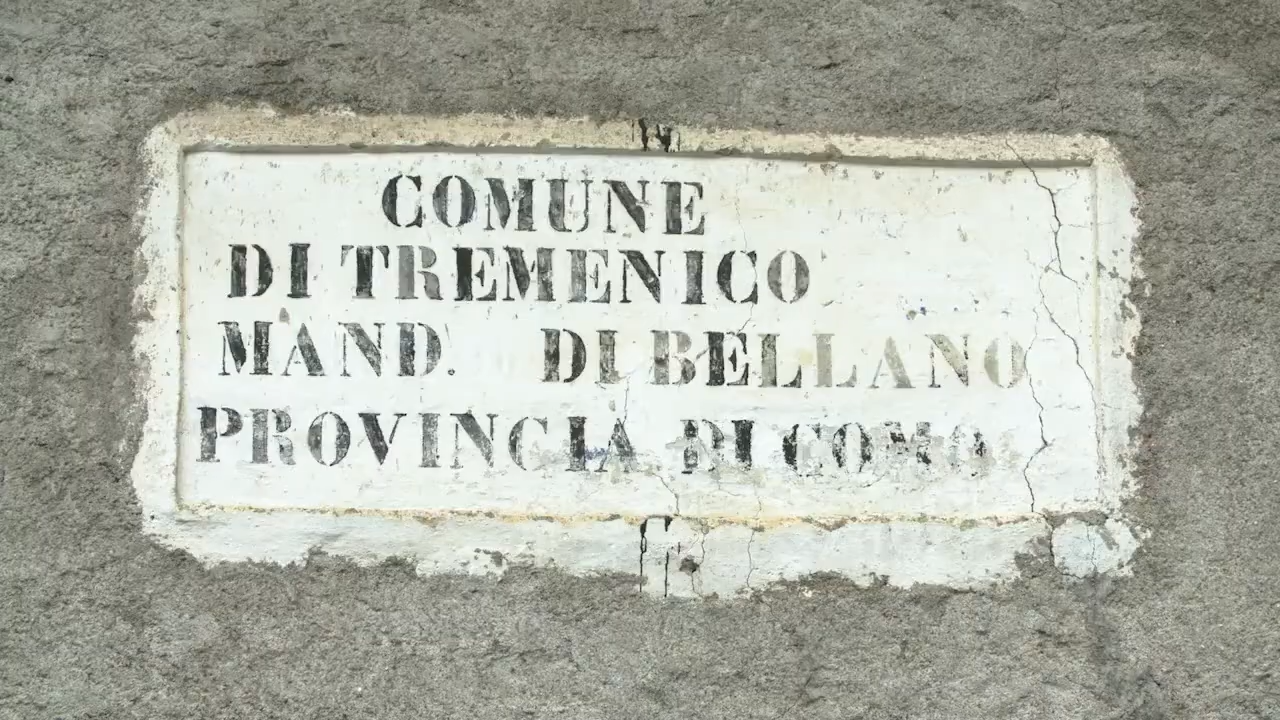 COMUNE
DI TREMENICO
MAND. DI BELLANO
PROVINCIA DI COMO